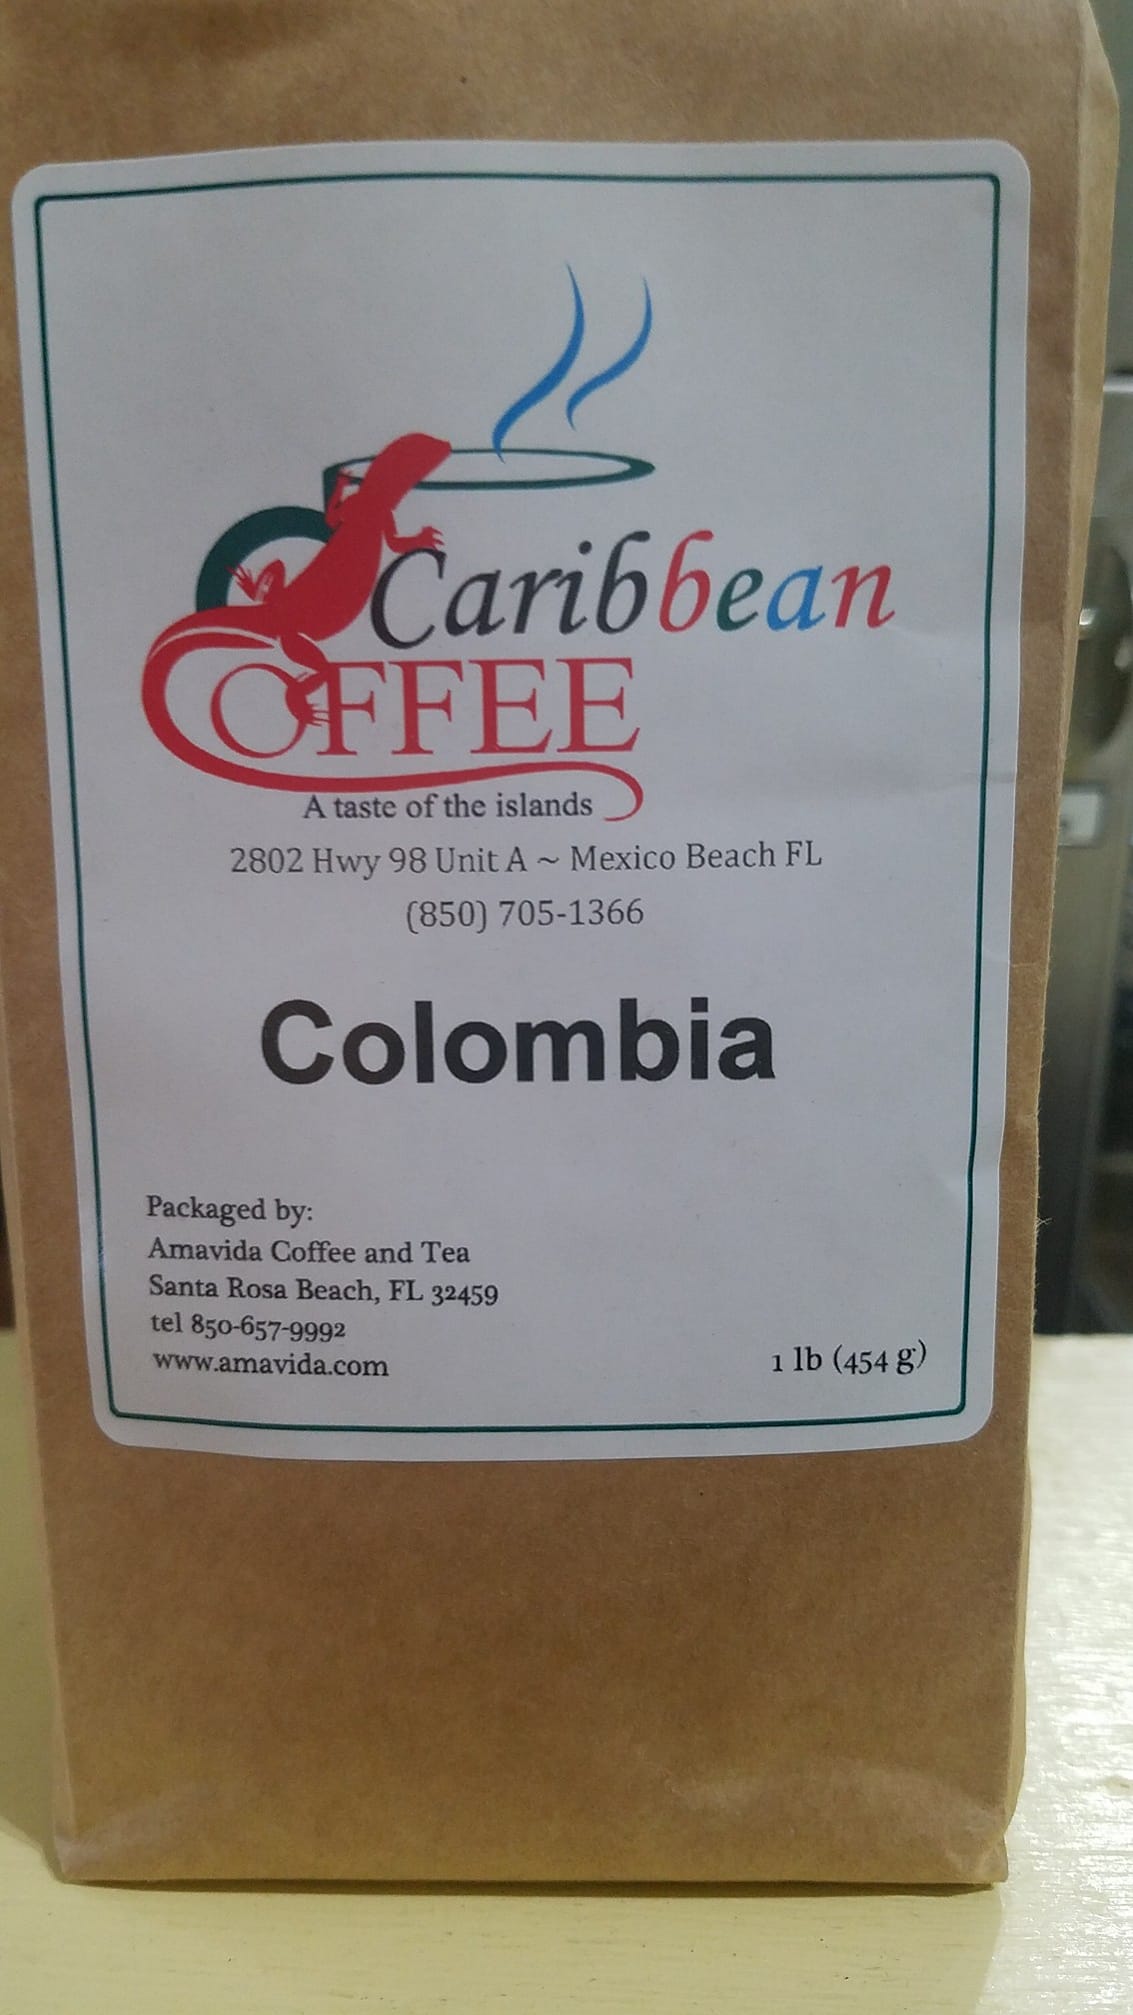 Caribbean
COFFEE
A taste of the islands
2802 Hwy 98 Unit A ~ Mexico Beach FL
(850) 705-1366
Colombia
Packaged by:
Amavida Coffee and Tea
Santa Rosa Beach, FL 32459
tel 850-657-9992
www.amavida.com
1 lb (454 g)